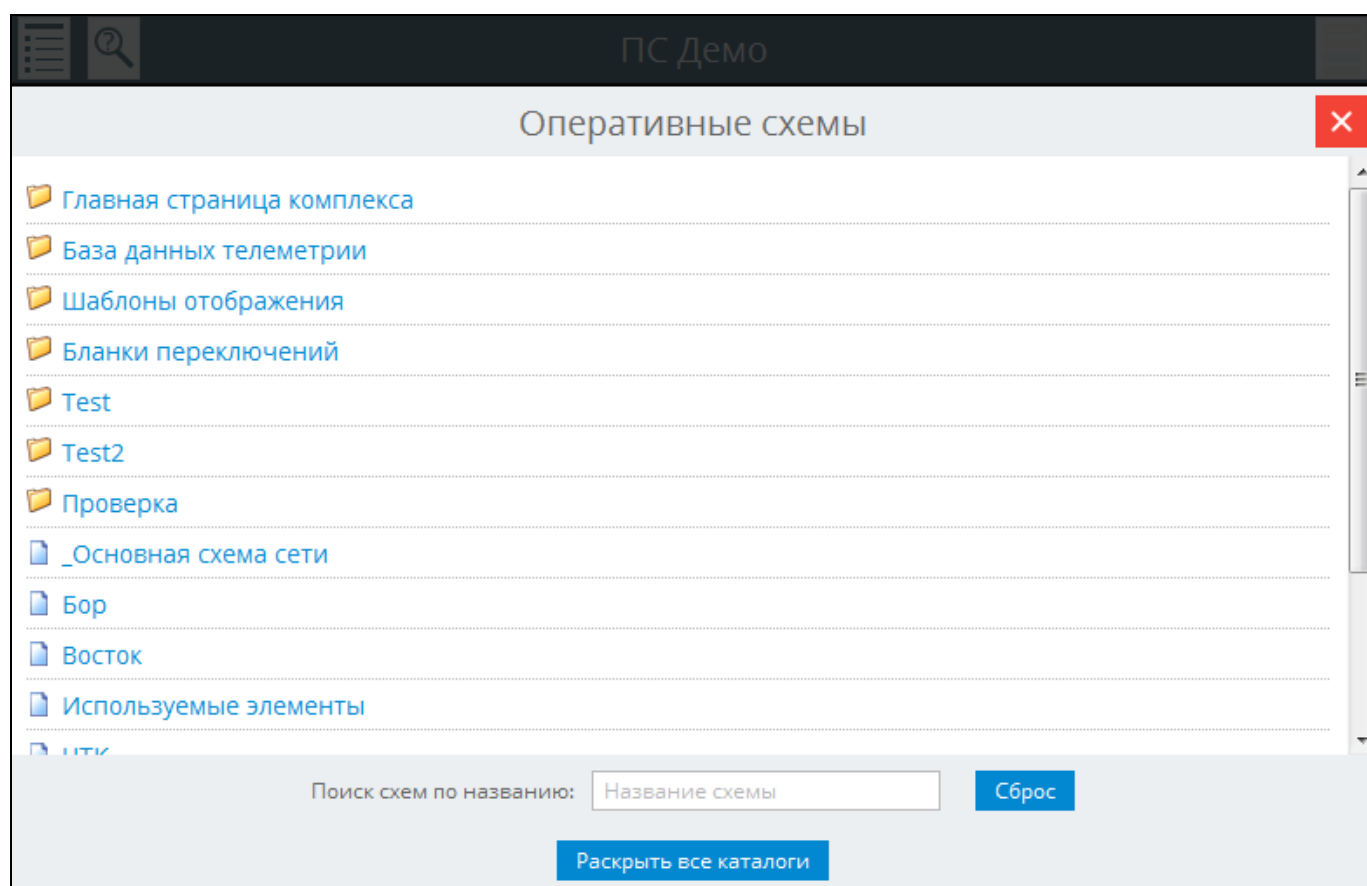 ПС Демо
Оперативные схемы
Главная страница комплекса
База данных телеметрии
Шаблоны отображения
Бланки переключений
Test
Test2
Проверка
_Основная схема сети
Бор
Восток
Используемые элементы
Поиск схем по названию: Название схемы Сброс
Раскрыть все каталоги